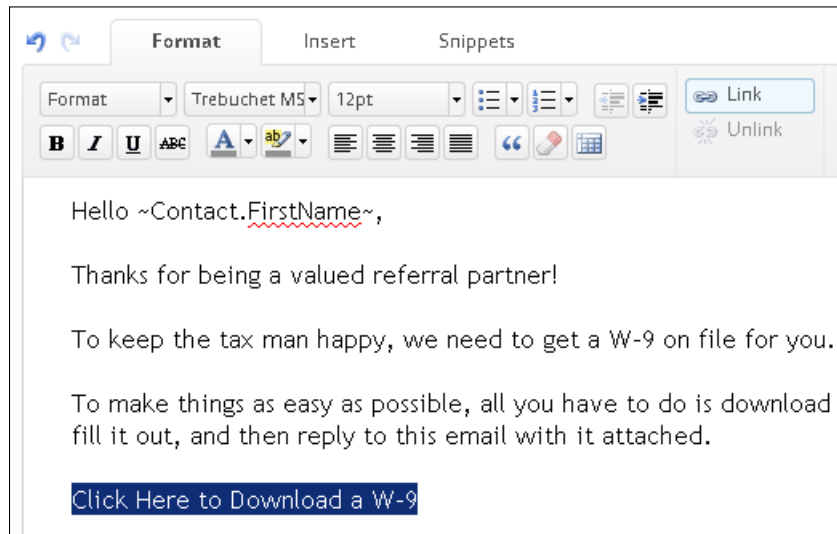 Format Insert Snippets
Format Trebuchet MS 12pt Link
B I U ABC A ab Unlink
Hello ~Contact.FirstName~,
Thanks for being a valued referral partner!
To keep the tax man happy, we need to get a W-9 on file for you.
To make things as easy as possible, all you have to do is download
fill it out, and then reply to this email with it attached.
Click Here to Download a W-9